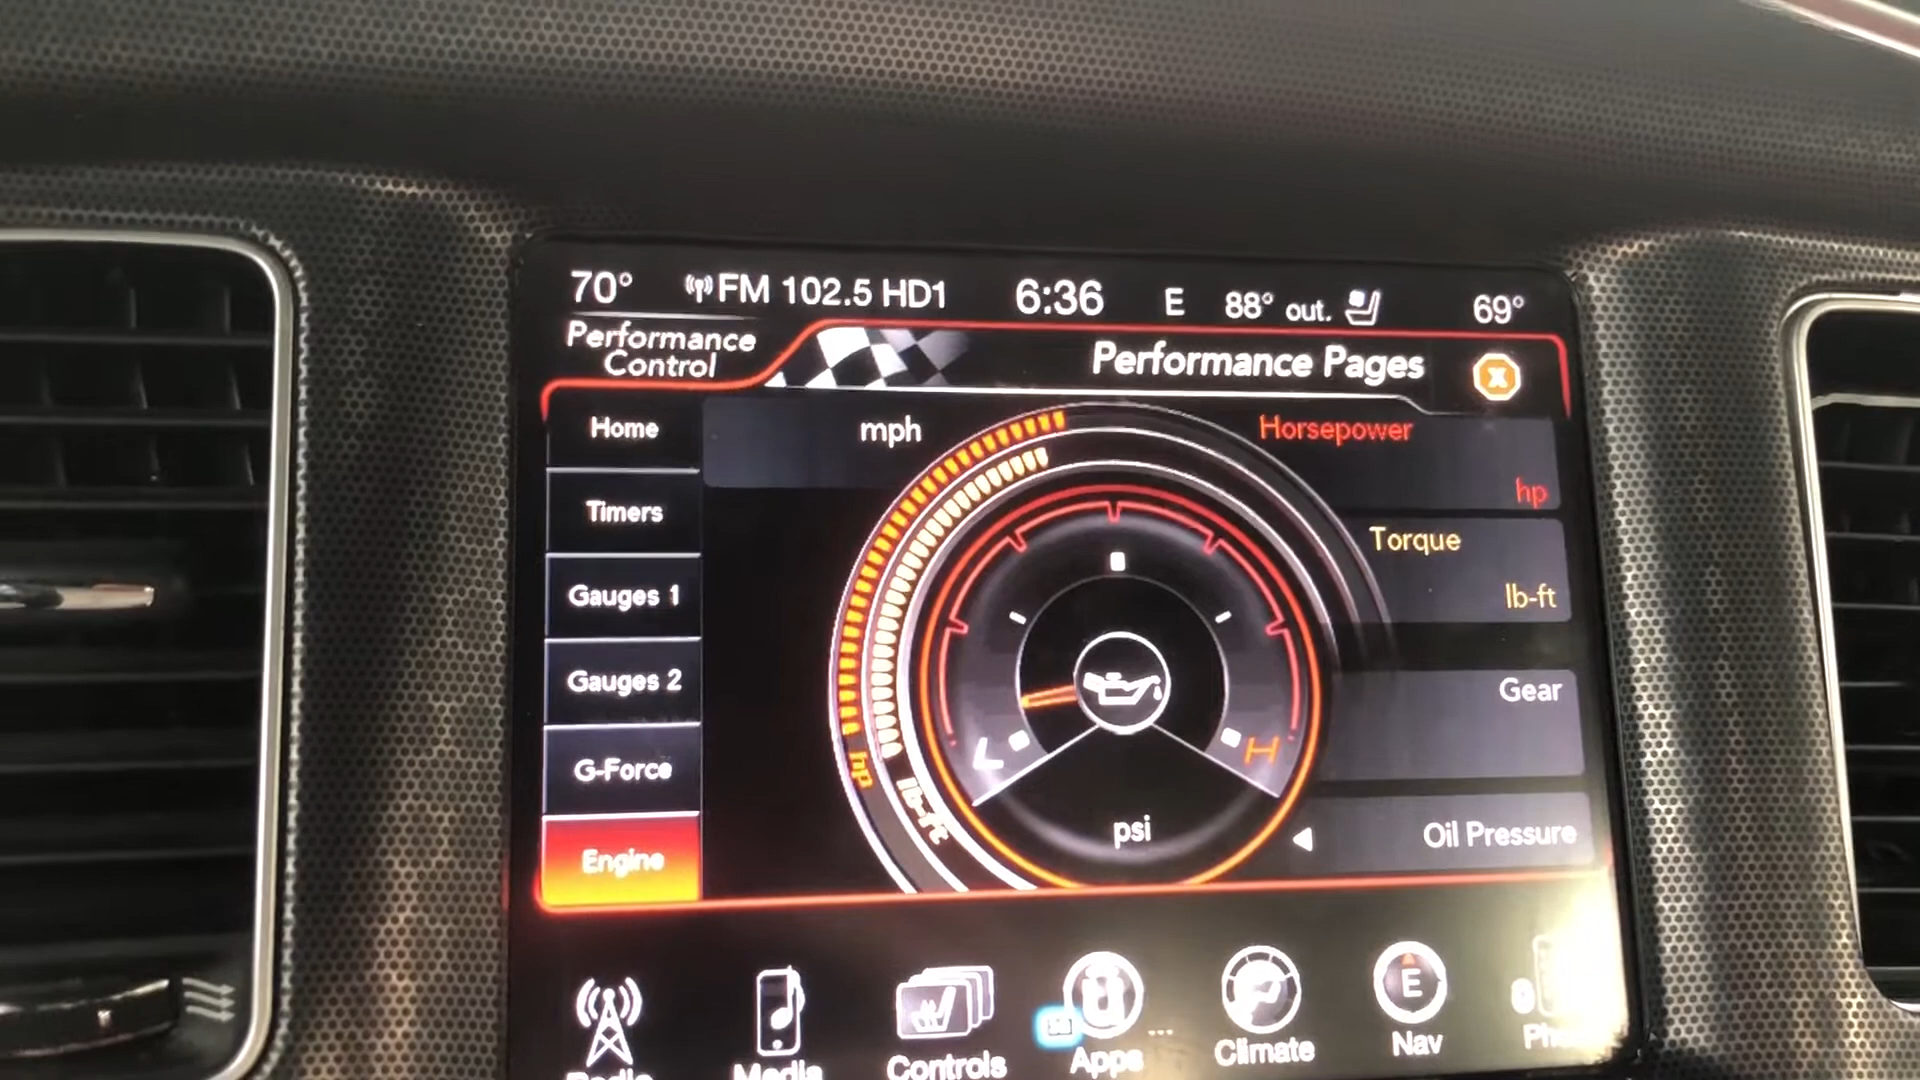 70° FM 102.5 HD1 6:36 E 88° out. 69°
Performance
Control
Performance Pages
X
Home
Timers
Gauges 1
Gauges 2
G-Force
Engine
mph
Horsepower
hp
Torque
lb-ft
Gear
Oil Pressure
hp
lb-ft
L
H
psi
E
Radio
Media
Controls
Apps
...
Climate
Nav